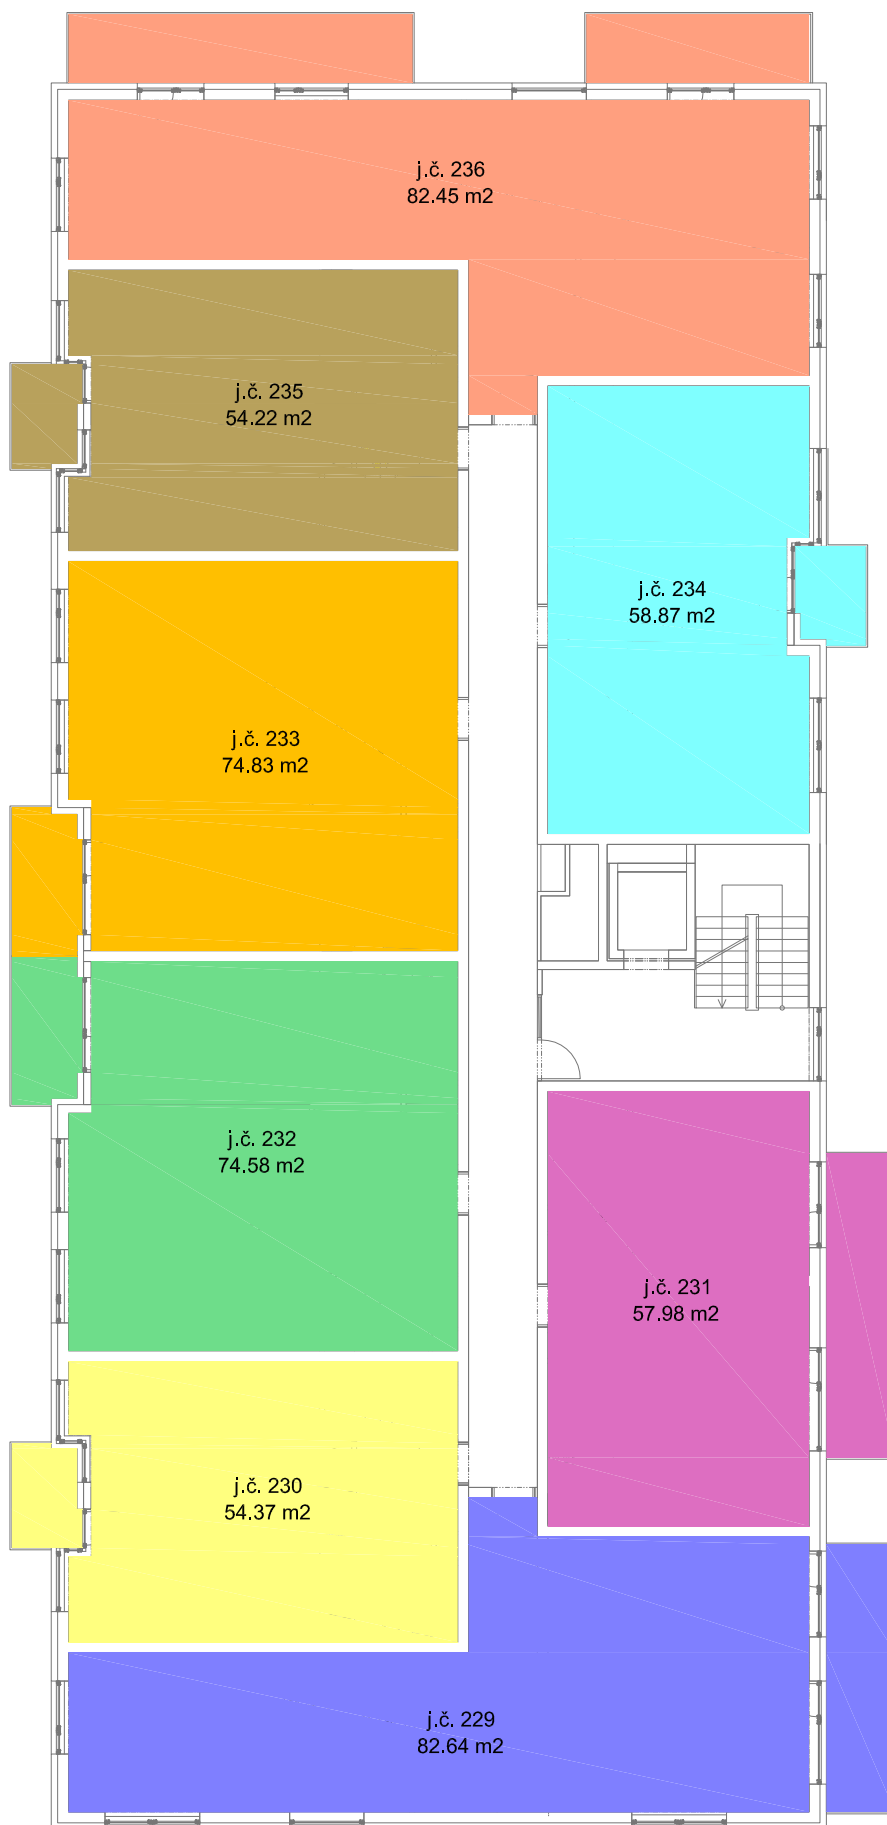 j.č. 236
82.45 m2
j.č. 235
54.22 m2
j.č. 234
58.87 m2
j.č. 233
74.83 m2
j.č. 232
74.58 m2
j.č. 231
57.98 m2
j.č. 230
54.37 m2
j.č. 229
82.64 m2